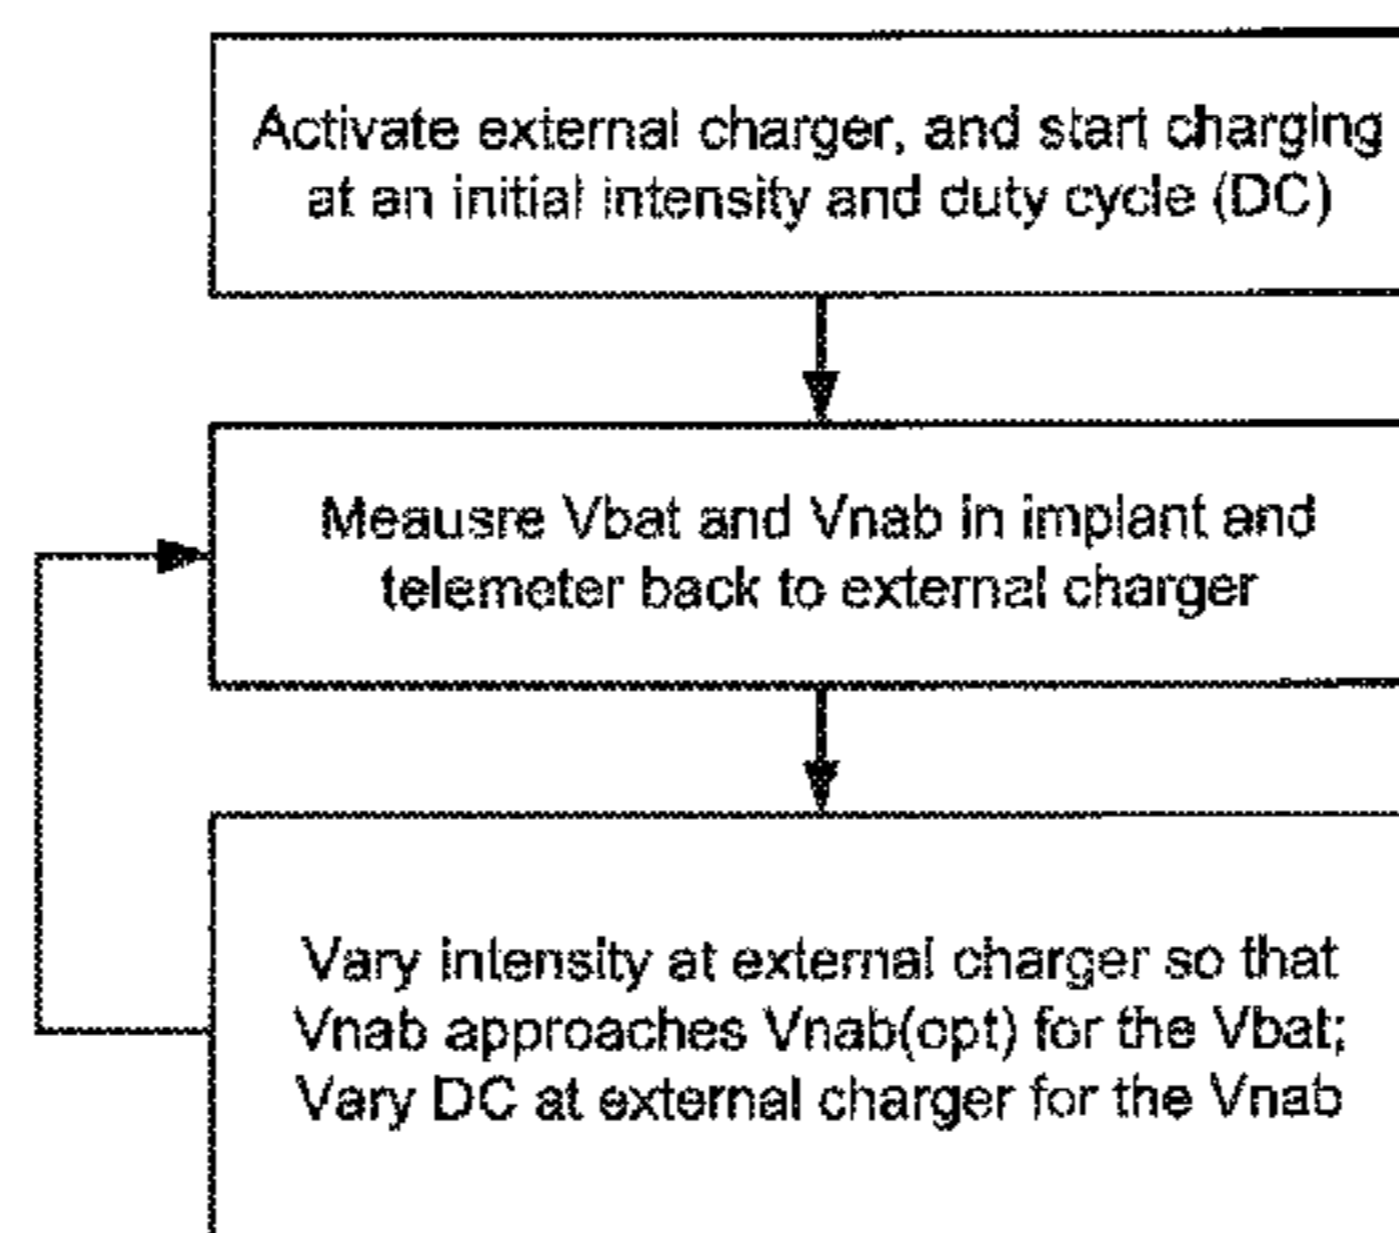 Activate external charger, and start charging
at an initial intensity and duty cycle (DC)
Meausre Vbat and Vnab in implant and
telemeter back to external charger
Vary intensity at external charger so that
Vnab approaches Vnab(opt) for the Vbat;
Vary DC at external charger for the Vnab